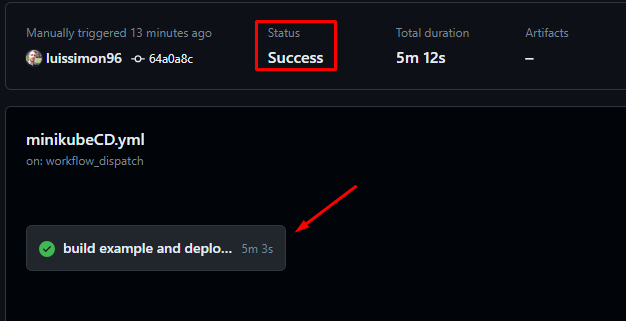 Manually triggered 13 minutes ago
Status
Total duration
Artifacts
luissimon96
64a0a8c
Success
5m 12s
–
minikubeCD.yml
on: workflow_dispatch
build example and deplo...
5m 3s